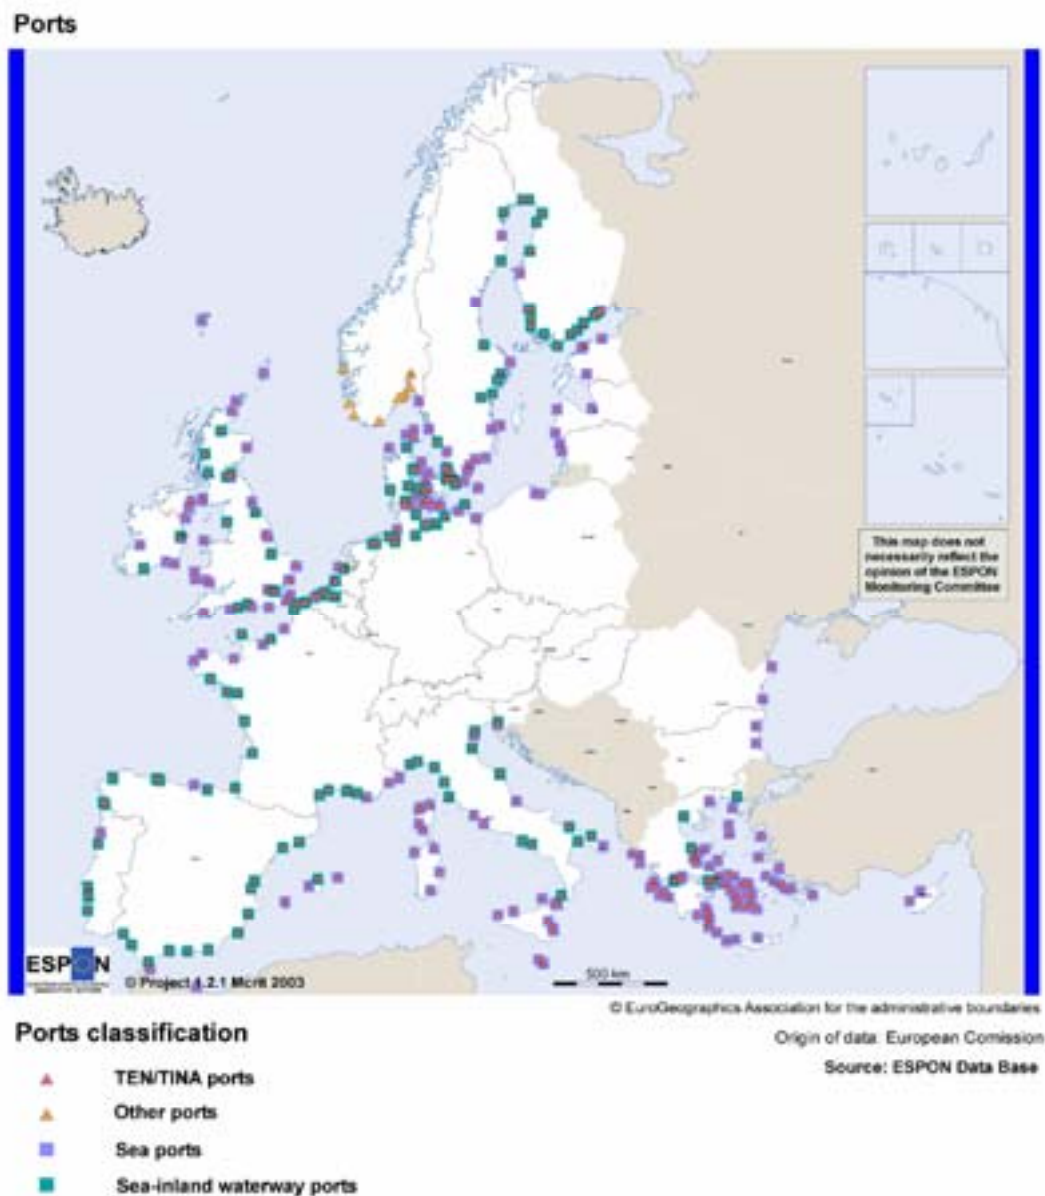 Ports
This map does not
necessarily reflect the
opinion of the ESPON
Monitoring Committee
ESPON
© Project 1.2.1 Mcrit 2003
500 km
© EuroGeographics Association for the administrative boundaries
Origin of data: European Comission
Source: ESPON Data Base
Ports classification
TEN/TINA ports
Other ports
Sea ports
Sea-inland waterway ports